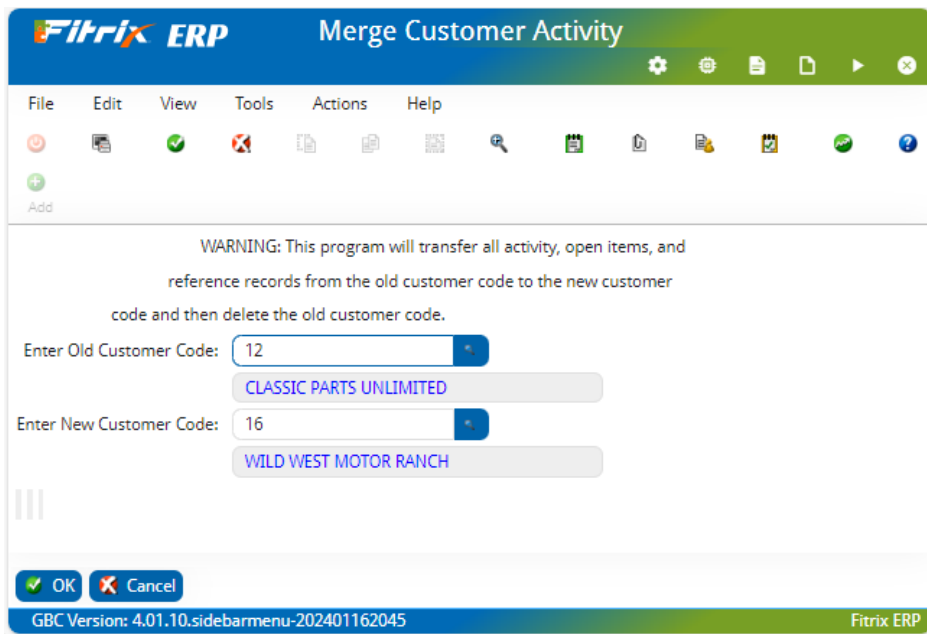 Fitrix ERP Merge Customer Activity
File Edit View Tools Actions Help
Add
WARNING: This program will transfer all activity, open items, and
reference records from the old customer code to the new customer
code and then delete the old customer code.
Enter Old Customer Code: 12
CLASSIC PARTS UNLIMITED
Enter New Customer Code: 16
WILD WEST MOTOR RANCH
OK Cancel
GBC Version: 4.01.10.sidebarmenu-202401162045 Fitrix ERP